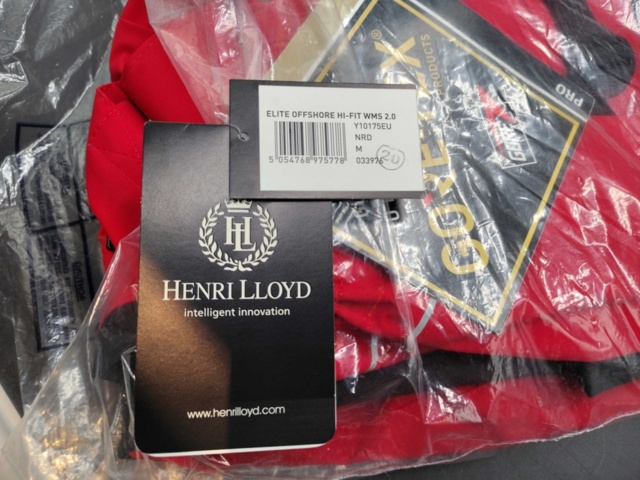 ELITE OFFSHORE HI-FIT WMS 2.0
Y10175EU
NRD
M
5 054768 975778
033976
20
HL
HENRI LLOYD
intelligent innovation
www.henrilloyd.com
GORE-TEX®
PRODUCTS
PRO